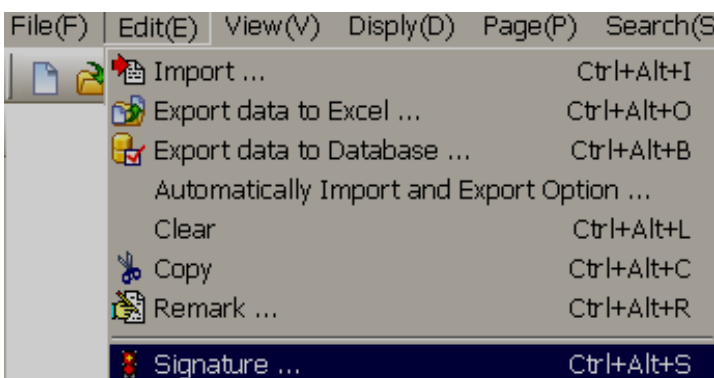 File(F) Edit(E) View(V) Disply(D) Page(P) Search(S
Import ... Ctrl+Alt+I
Export data to Excel ... Ctrl+Alt+O
Export data to Database ... Ctrl+Alt+B
Automatically Import and Export Option ...
Clear Ctrl+Alt+L
Copy Ctrl+Alt+C
Remark ... Ctrl+Alt+R
Signature ... Ctrl+Alt+S